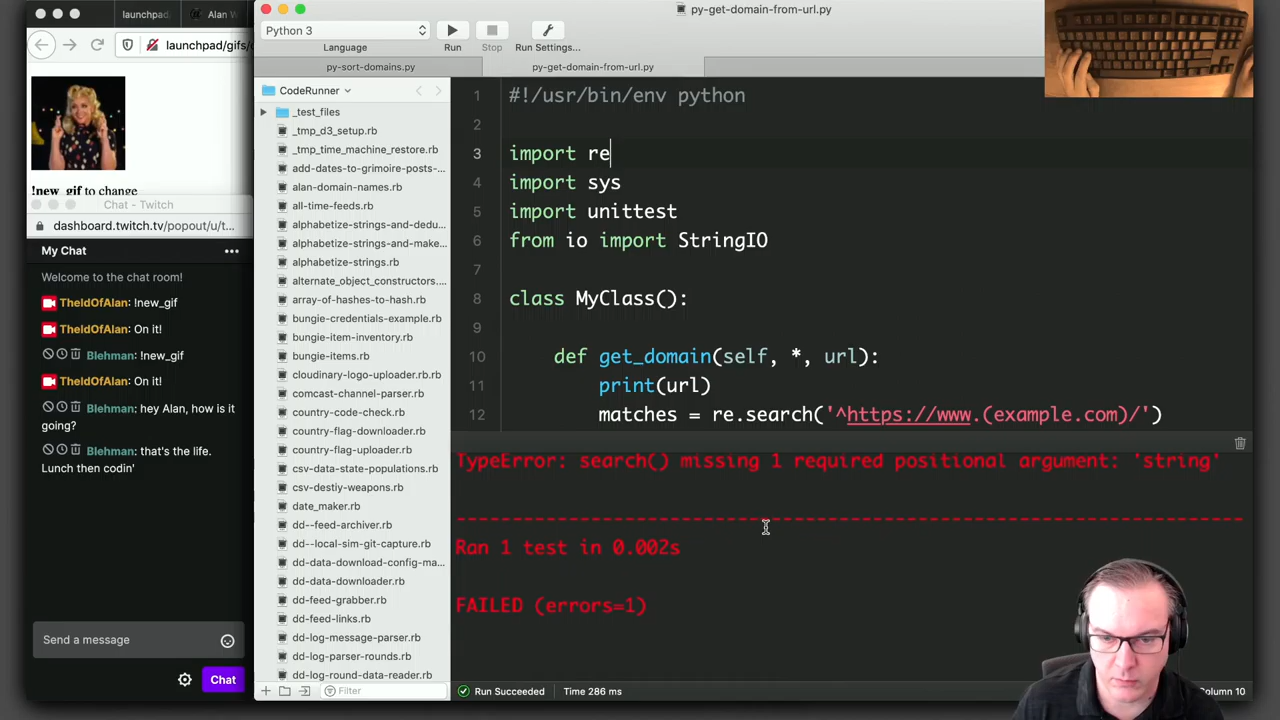 launchpad
Alan W
launchpad/gifs/
!new_gif to change
Chat - Twitch
dashboard.twitch.tv/popout/u/t...
My Chat
Welcome to the chat room!
TheIdOfAlan: !new_gif
TheIdOfAlan: On it!
Blehman: !new_gif
TheIdOfAlan: On it!
Blehman: hey Alan, how is it
going?
Blehman: that's the life.
Lunch then codin'
Send a message
Chat
py-get-domain-from-url.py
Python 3
Language
Run
Stop
Run Settings...
py-sort-domains.py
py-get-domain-from-url.py
CodeRunner
_test_files
_tmp_d3_setup.rb
_tmp_time_machine_restore.rb
add-dates-to-grimoire-posts-...
alan-domain-names.rb
all-time-feeds.rb
alphabetize-strings-and-dedu...
alphabetize-strings-and-make...
alphabetize-strings.rb
alternate_object_constructors....
array-of-hashes-to-hash.rb
bungie-credentials-example.rb
bungie-item-inventory.rb
bungie-items.rb
cloudinary-logo-uploader.rb
comcast-channel-parser.rb
country-code-check.rb
country-flag-downloader.rb
country-flag-uploader.rb
csv-data-state-populations.rb
csv-destiy-weapons.rb
date_maker.rb
dd--feed-archiver.rb
dd--local-sim-git-capture.rb
dd-data-download-config-ma...
dd-data-downloader.rb
dd-feed-grabber.rb
dd-feed-links.rb
dd-log-message-parser.rb
dd-log-parser-rounds.rb
dd-log-round-data-reader.rb
Filter
1 #!/usr/bin/env python
2
3 import re
4 import sys
5 import unittest
6 from io import StringIO
7
8 class MyClass():
9
10 def get_domain(self, *, url):
11 print(url)
12 matches = re.search('^https://www.(example.com)/')
TypeError: search() missing 1 required positional argument: 'string'
----------------------------------------------------------------------
Ran 1 test in 0.002s
FAILED (errors=1)
Run Succeeded
Time 286 ms
Column 10